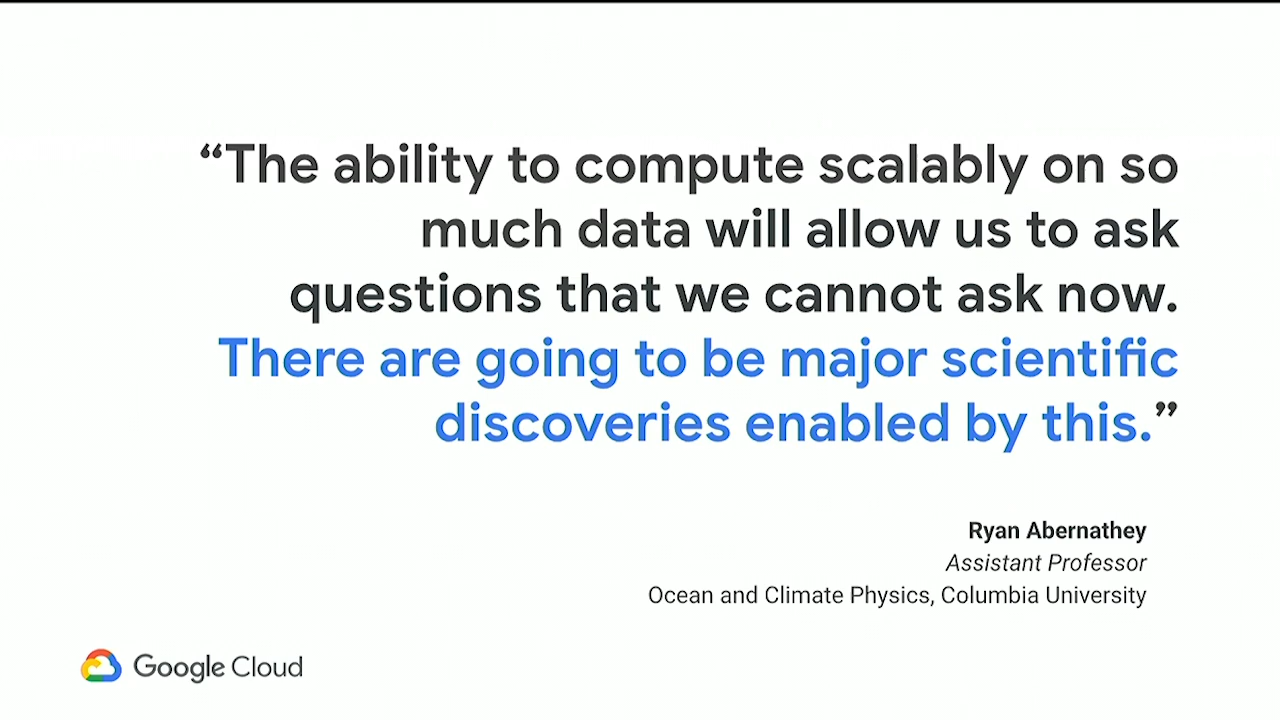 “The ability to compute scalably on so
much data will allow us to ask
questions that we cannot ask now.
There are going to be major scientific
discoveries enabled by this.”
Ryan Abernathey
Assistant Professor
Ocean and Climate Physics, Columbia University
Google Cloud